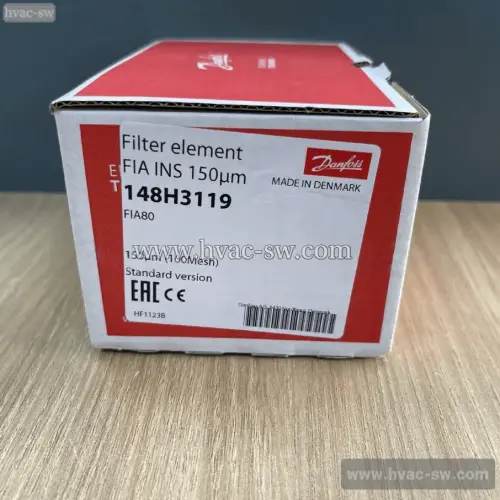 hvac-sw
Danfoss
Filter element
FIA INS 150µm
148H3119
FIA80
Danfoss
MADE IN DENMARK
www.hvac-sw.com
150µm (100Mesh)
Standard version
EAC CE
HF1123B
www.hvac-sw.com